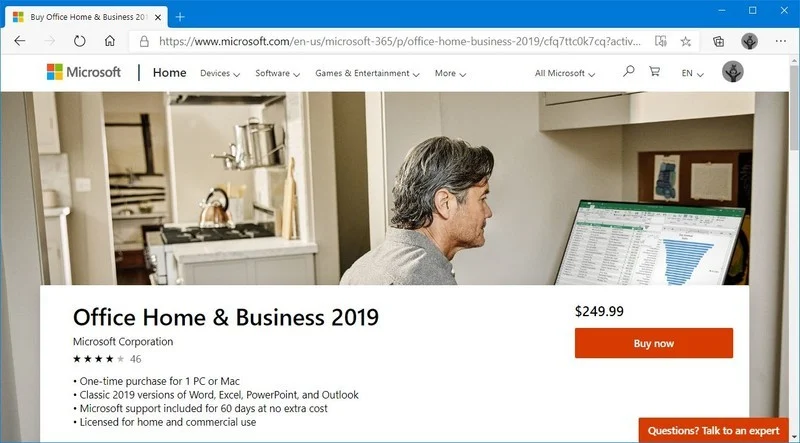 Buy Office Home & Business 201
https://www.microsoft.com/en-us/microsoft-365/p/office-home-business-2019/cfq7ttc0k7cq?activ...
Microsoft
Home
Devices
Software
Games & Entertainment
More
All Microsoft
EN
Office Home & Business 2019
$249.99
Microsoft Corporation
Buy now
46
• One-time purchase for 1 PC or Mac
• Classic 2019 versions of Word, Excel, PowerPoint, and Outlook
• Microsoft support included for 60 days at no extra cost
• Licensed for home and commercial use
Questions? Talk to an expert